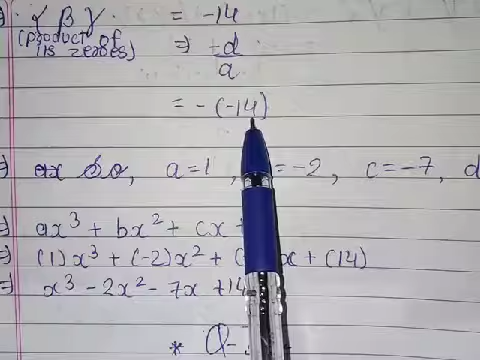 αβγ = -14
(product of its zeroes) ⇒ -d/a
= -(-14)
⇒ so, a=1, = -2, c = -7, d
⇒ ax³ + bx² + cx +
⇒ (1)x³ + (-2)x² + ( x + (14)
⇒ x³ - 2x² - 7x + 14
* Q-